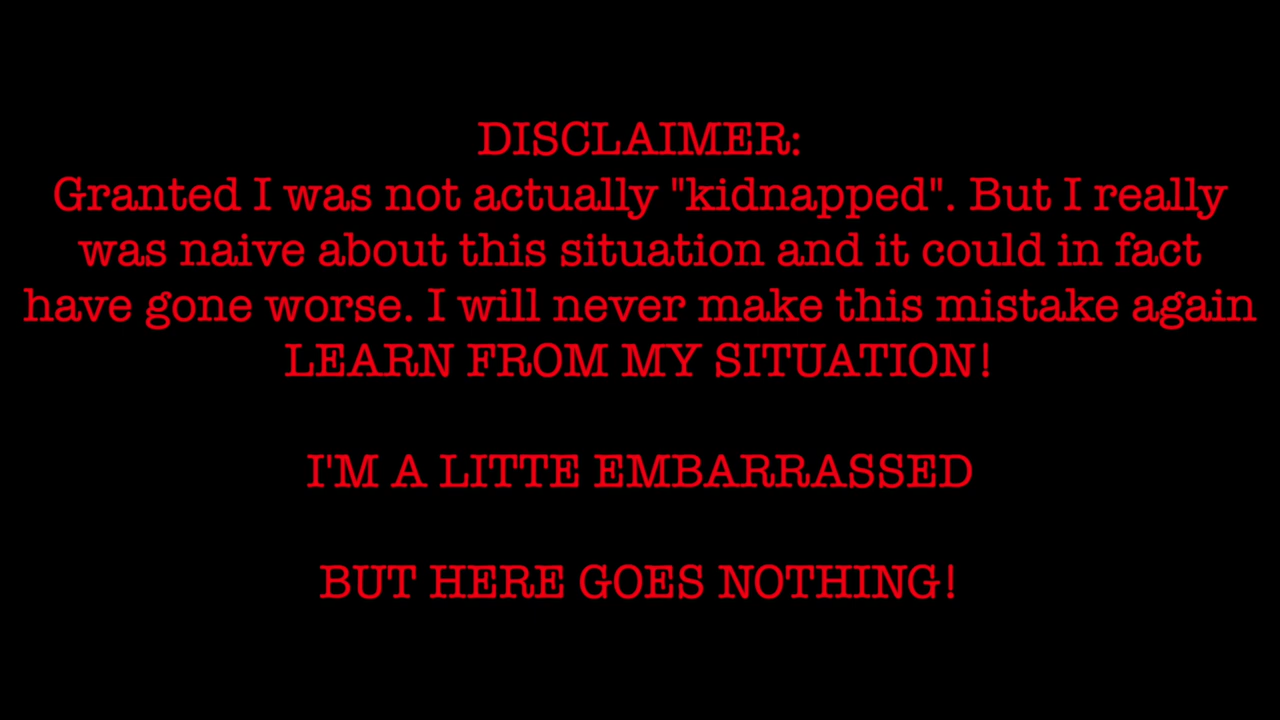 DISCLAIMER:
Granted I was not actually "kidnapped". But I really
was naive about this situation and it could in fact
have gone worse. I will never make this mistake again
LEARN FROM MY SITUATION!
I'M A LITTE EMBARRASSED
BUT HERE GOES NOTHING!